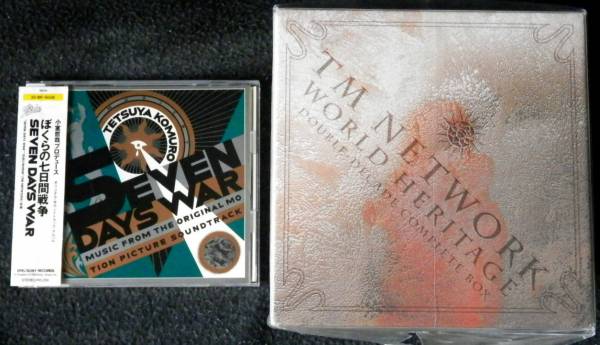 小室哲哉プロデュース
ぼくらの七日間戦争
SEVEN DAYS WAR
TETSUYA KOMURO
SEVEN
DAYS WAR
MUSIC FROM THE ORIGINAL MO
TION PICTURE SOUNDTRACK
TM NETWORK
WORLD HERITAGE
DOUBLE DECADE COMPLETE BOX